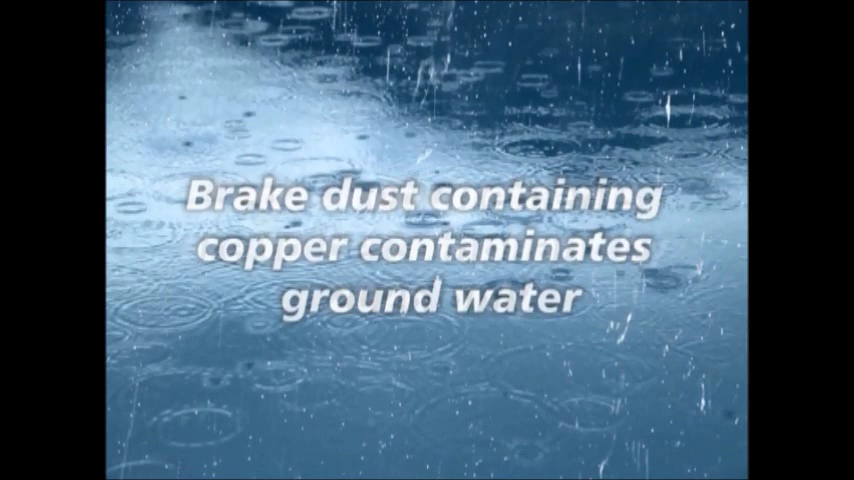 Brake dust containing
copper contaminates
ground water